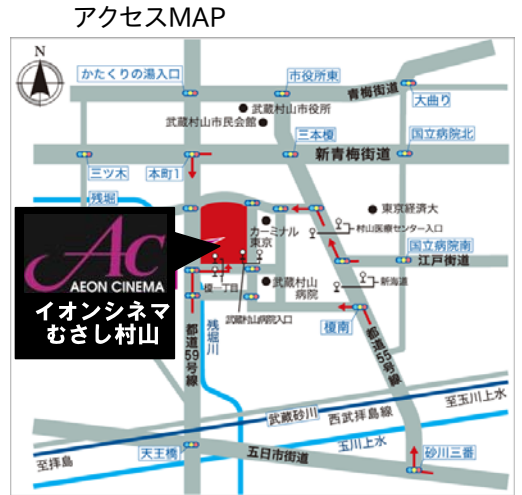 アクセスMAP
N
かたくりの湯入口
市役所東
青梅街道
大曲り
武蔵村山市役所
武蔵村山市民会館
三本榎
国立病院北
新青梅街道
三ツ木
本町1
残堀
東京経済大
カーミナル
東京
村山医療センター入口
国立病院南
江戸街道
Ac
AEON CINEMA
イオンシネマ
むさし村山
榎一丁目
武蔵村山
病院
新海道
武蔵村山病院入口
榎南
都道59号線
残堀川
都道55号線
至玉川上水
武蔵砂川
西武拝島線
玉川上水
天王橋
五日市街道
砂川三番
至拝島